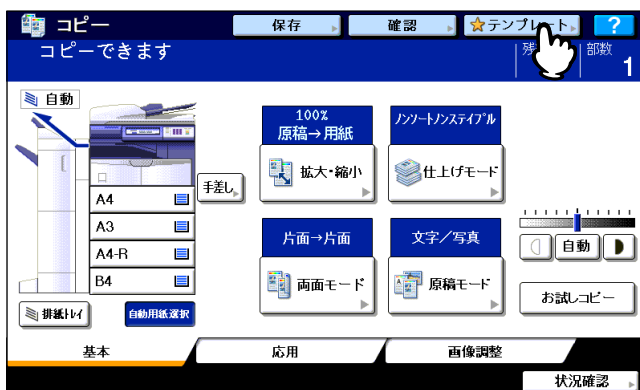 コピー
保存
確認
テンプレート
?
コピーできます
残
部数
1
自動
100%
原稿→用紙
ノンソートノンステイプル
拡大・縮小
仕上げモード
手差し
A4
A3
A4-R
B4
片面→片面
文字／写真
両面モード
原稿モード
自動
お試しコピー
排紙トレイ
自動用紙選択
基本
応用
画像調整
状況確認